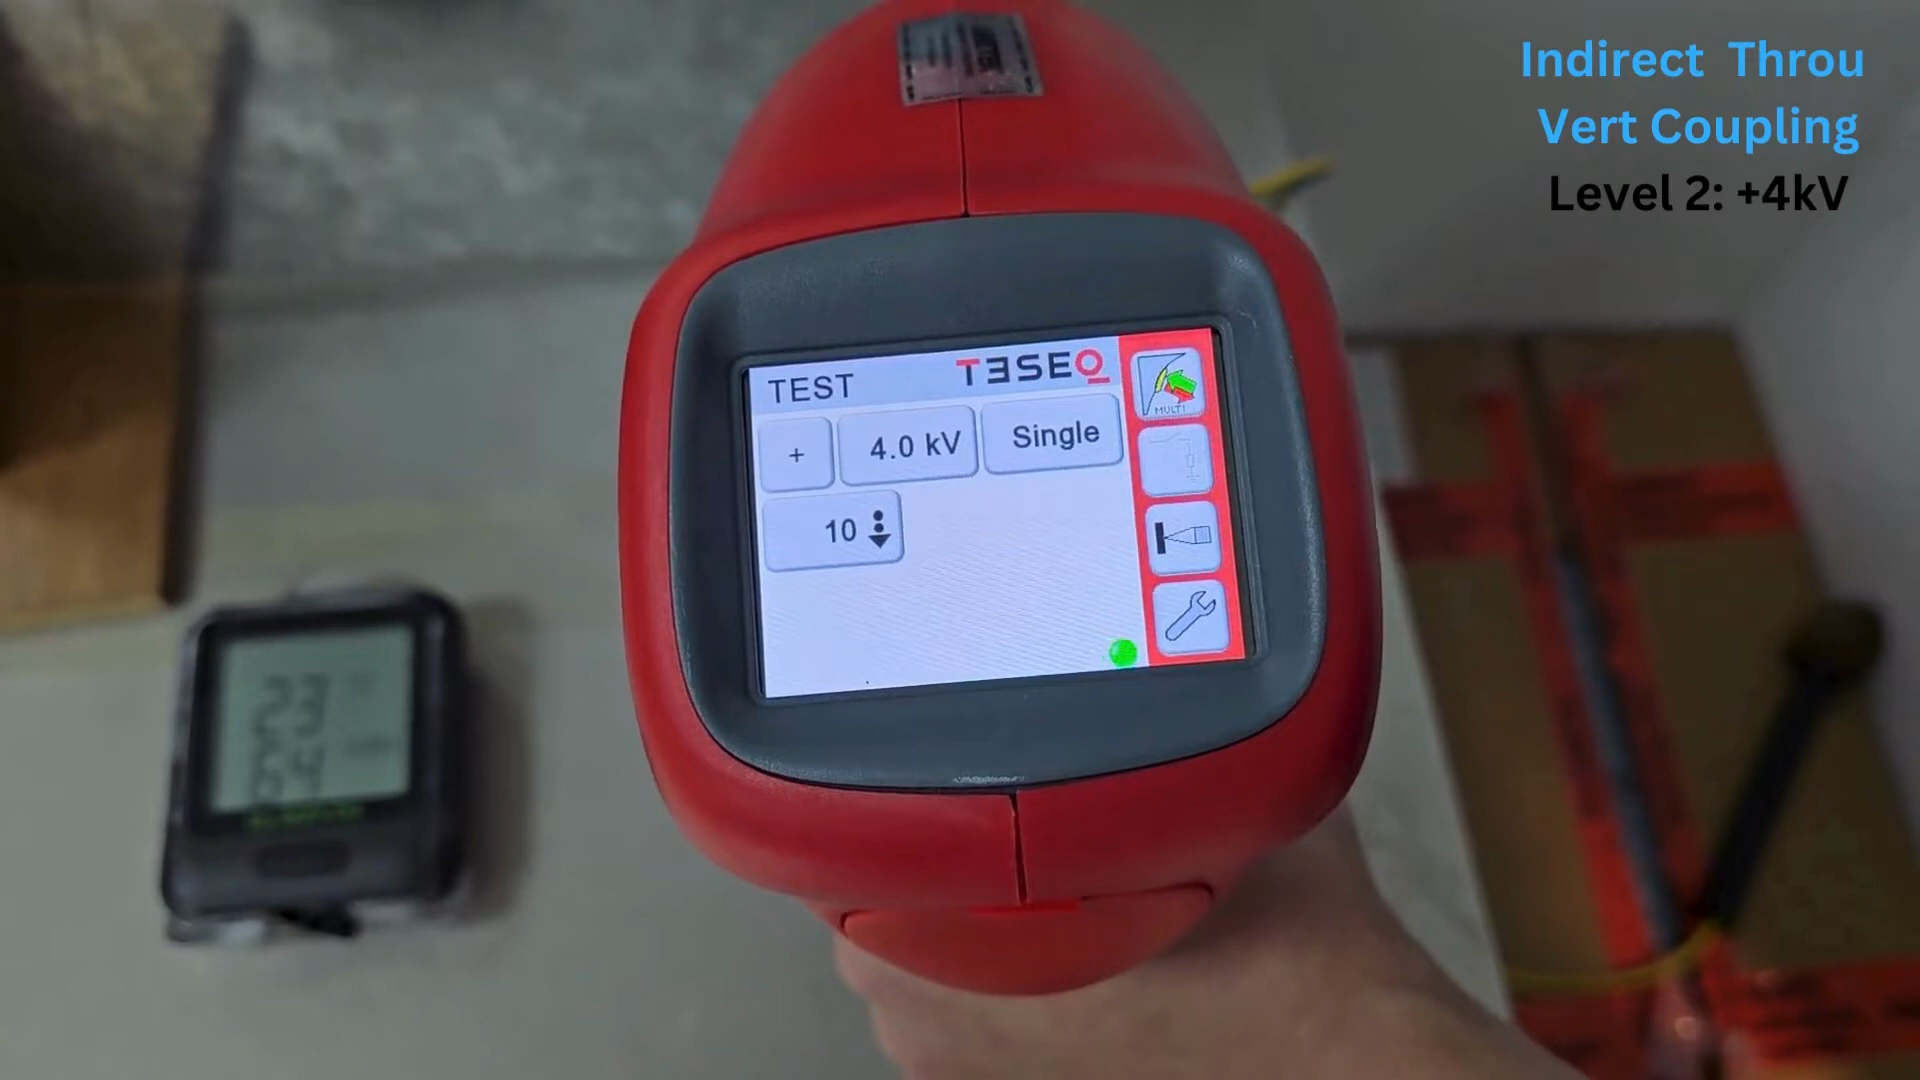 Indirect Throu
Vert Coupling
Level 2: +4kV
TEST TESEQ
+ 4.0 kV Single
10
MULTI